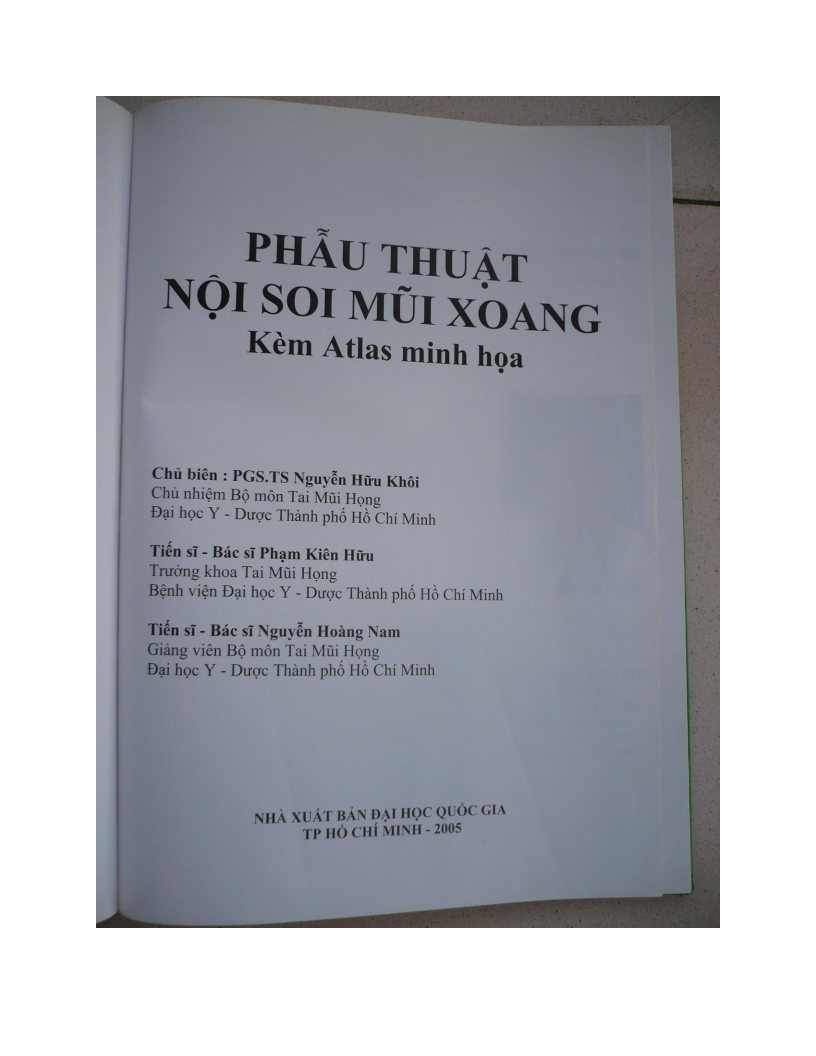 PHẪU THUẬT
NỘI SOI MŨI XOANG
Kèm Atlas minh họa
Chủ biên : PGS.TS Nguyễn Hữu Khôi
Chủ nhiệm Bộ môn Tai Mũi Họng
Đại học Y - Dược Thành phố Hồ Chí Minh
Tiến sĩ - Bác sĩ Phạm Kiên Hữu
Trưởng khoa Tai Mũi Họng
Bệnh viện Đại học Y - Dược Thành phố Hồ Chí Minh
Tiến sĩ - Bác sĩ Nguyễn Hoàng Nam
Giảng viên Bộ môn Tai Mũi Họng
Đại học Y - Dược Thành phố Hồ Chí Minh
NHÀ XUẤT BẢN ĐẠI HỌC QUỐC GIA
TP HỒ CHÍ MINH - 2005